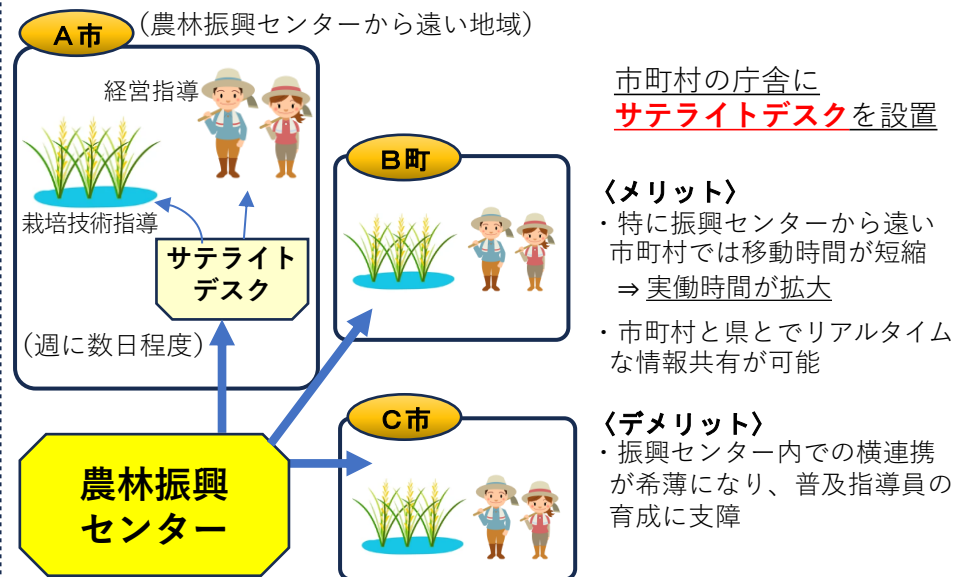 A市
(農林振興センターから遠い地域)
経営指導
栽培技術指導
サテライト
デスク
(週に数日程度)
農林振興
センター
B町
C市
市町村の庁舎に
サテライトデスクを設置
〈メリット〉
・特に振興センターから遠い
市町村では移動時間が短縮
⇒ 実働時間が拡大
・市町村と県とでリアルタイム
な情報共有が可能
〈デメリット〉
・振興センター内での横連携
が希薄になり、普及指導員の
育成に支障